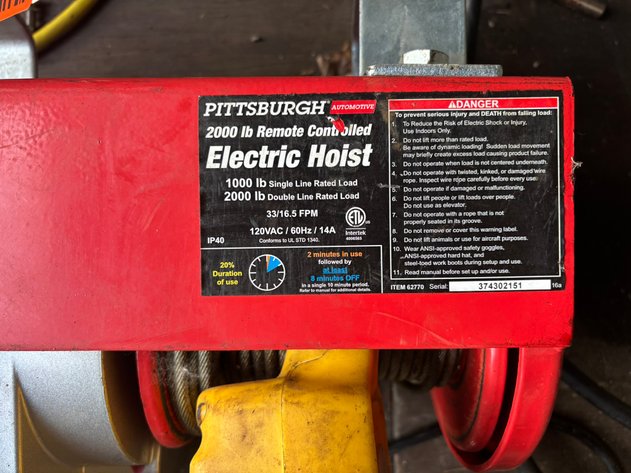 PITTSBURGH AUTOMOTIVE
2000 lb Remote Controlled
Electric Hoist
1000 lb Single Line Rated Load
2000 lb Double Line Rated Load
33/16.5 FPM
120VAC / 60Hz / 14A
Conforms to UL STD 1340.
IP40
ETL
Intertek
4000565
20%
Duration
of use
2 minutes in use
followed by
at least
8 minutes OFF
in a single 10 minute period.
Refer to manual for additional details.
DANGER
To prevent serious injury and DEATH from falling load:
1. To Reduce the Risk of Electric Shock or Injury,
Use Indoors Only.
2. Do not lift more than rated load.
Be aware of dynamic loading! Sudden load movement
may briefly create excess load causing product failure.
3. Do not operate when load is not centered underneath.
4. Do not operate with twisted, kinked, or damaged wire
rope. Inspect wire rope carefully before every use.
5. Do not operate if damaged or malfunctioning.
6. Do not lift people or lift loads over people.
Do not use as elevator.
7. Do not operate with a rope that is not
properly seated in its groove.
8. Do not remove or cover this warning label.
9. Do not lift animals or use for aircraft purposes.
10. Wear ANSI-approved safety goggles,
ANSI-approved hard hat, and
steel-toed work boots during setup and use.
11. Read manual before set up and/or use.
ITEM 62770 Serial: 374302151 16a